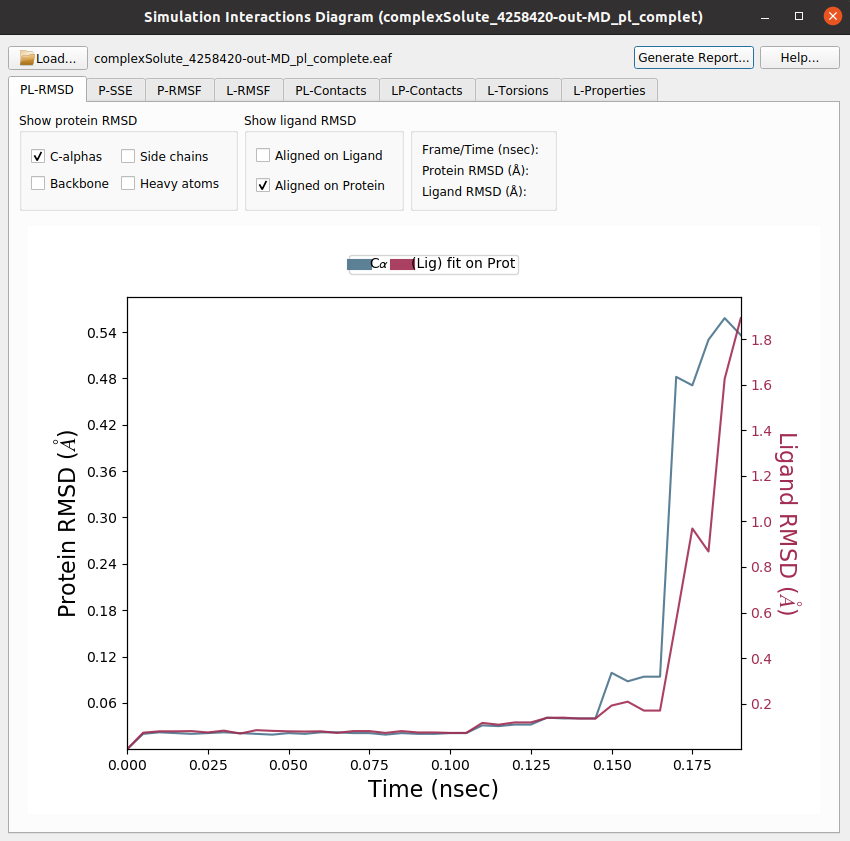 Simulation Interactions Diagram (complexSolute_4258420-out-MD_pl_complet)
Load... complexSolute_4258420-out-MD_pl_complete.eaf Generate Report... Help...
PL-RMSD P-SSE P-RMSF L-RMSF PL-Contacts LP-Contacts L-Torsions L-Properties
Show protein RMSD
C-alphas Side chains
Backbone Heavy atoms
Show ligand RMSD
Aligned on Ligand
Aligned on Protein
Frame/Time (nsec):
Protein RMSD (Å):
Ligand RMSD (Å):
Cα (Lig) fit on Prot
Protein RMSD (Å)
0.54
0.48
0.42
0.36
0.30
0.24
0.18
0.12
0.06
1.8
1.6
1.4
1.2
1.0
0.8
0.6
0.4
0.2
Ligand RMSD (Å)
0.000 0.025 0.050 0.075 0.100 0.125 0.150 0.175
Time (nsec)